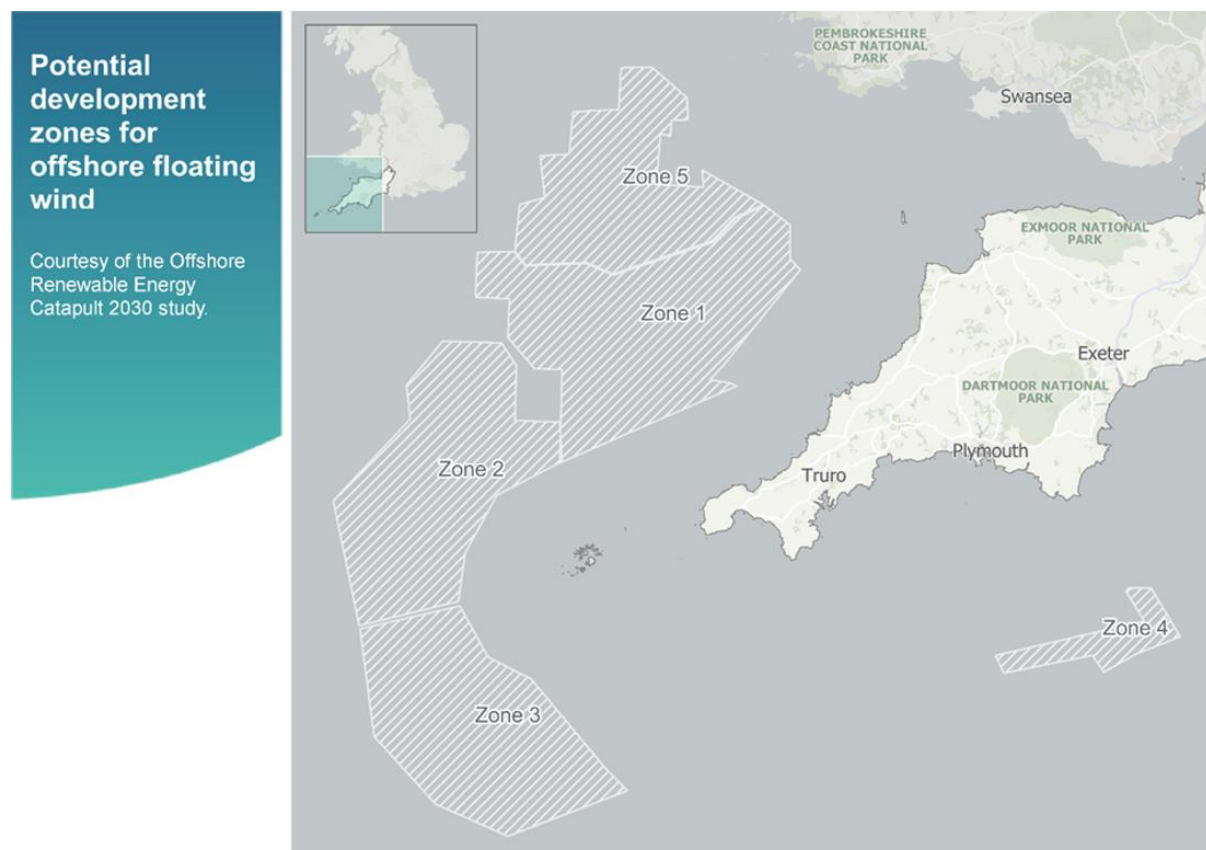 Potential
development
zones for
offshore floating
wind
Courtesy of the Offshore
Renewable Energy
Catapult 2030 study.
PEMBROKESHIRE
COAST NATIONAL
PARK
Swansea
Zone 5
EXMOOR NATIONAL
PARK
Zone 1
Exeter
DARTMOOR NATIONAL
PARK
Plymouth
Zone 2
Truro
Zone 4
Zone 3